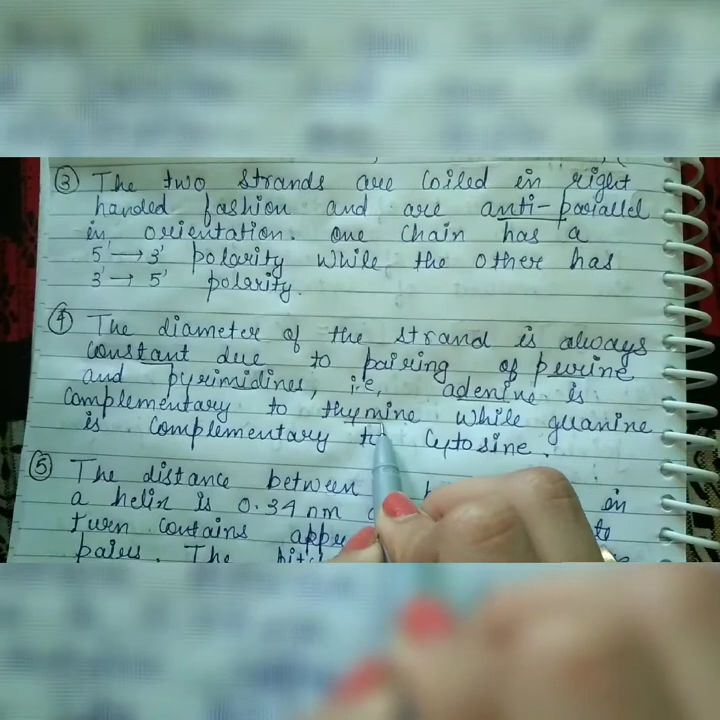 ③ The two strands are coiled in right
handed fashion and are anti-parallel
in orientation. One chain has a
5' → 3' polarity while the other has
3' → 5' polarity.
④ The diameter of the strand is always
constant due to pairing of purine
and pyrimidines, i.e, adenine is
complementary to thymine while guanine
is complementary to cytosine.
⑤ The distance between
a helix is 0.34 nm in
turn contains
pairs. The